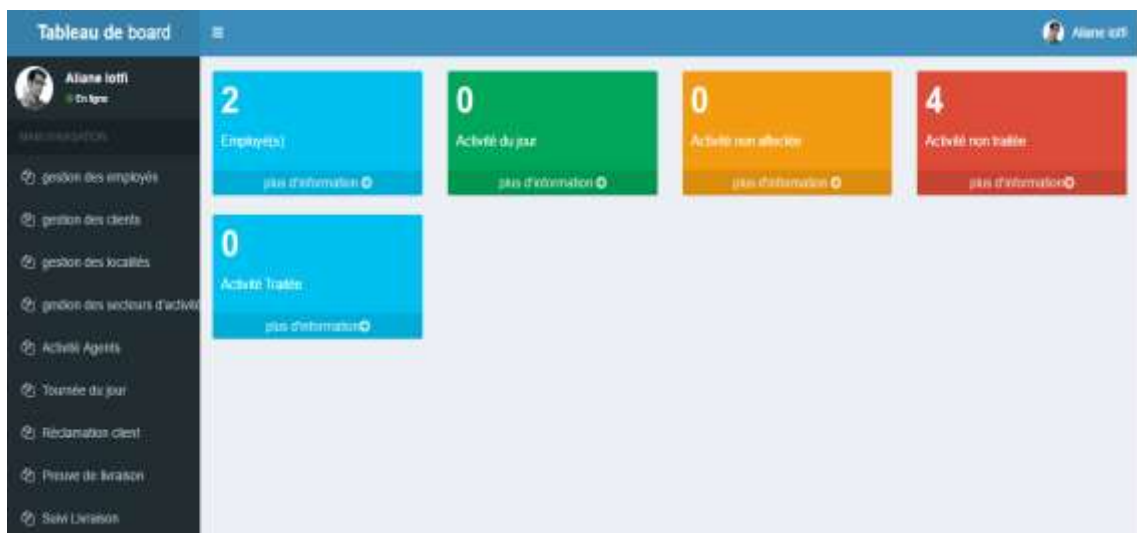 Tableau de board
Aliane lotfi
Aliane lotfi
En ligne
MAIN NAVIGATION
gestion des employés
gestion des clients
gestion des localités
gestion des secteurs d'activité
Activité Agents
Tournée du jour
Réclamation client
Preuve de livraison
Suivi Livraison
2
Employé(s)
plus d'information
0
Activité du jour
plus d'information
0
Activité non affectée
plus d'information
4
Activité non traitée
plus d'information
0
Activité Traitée
plus d'information